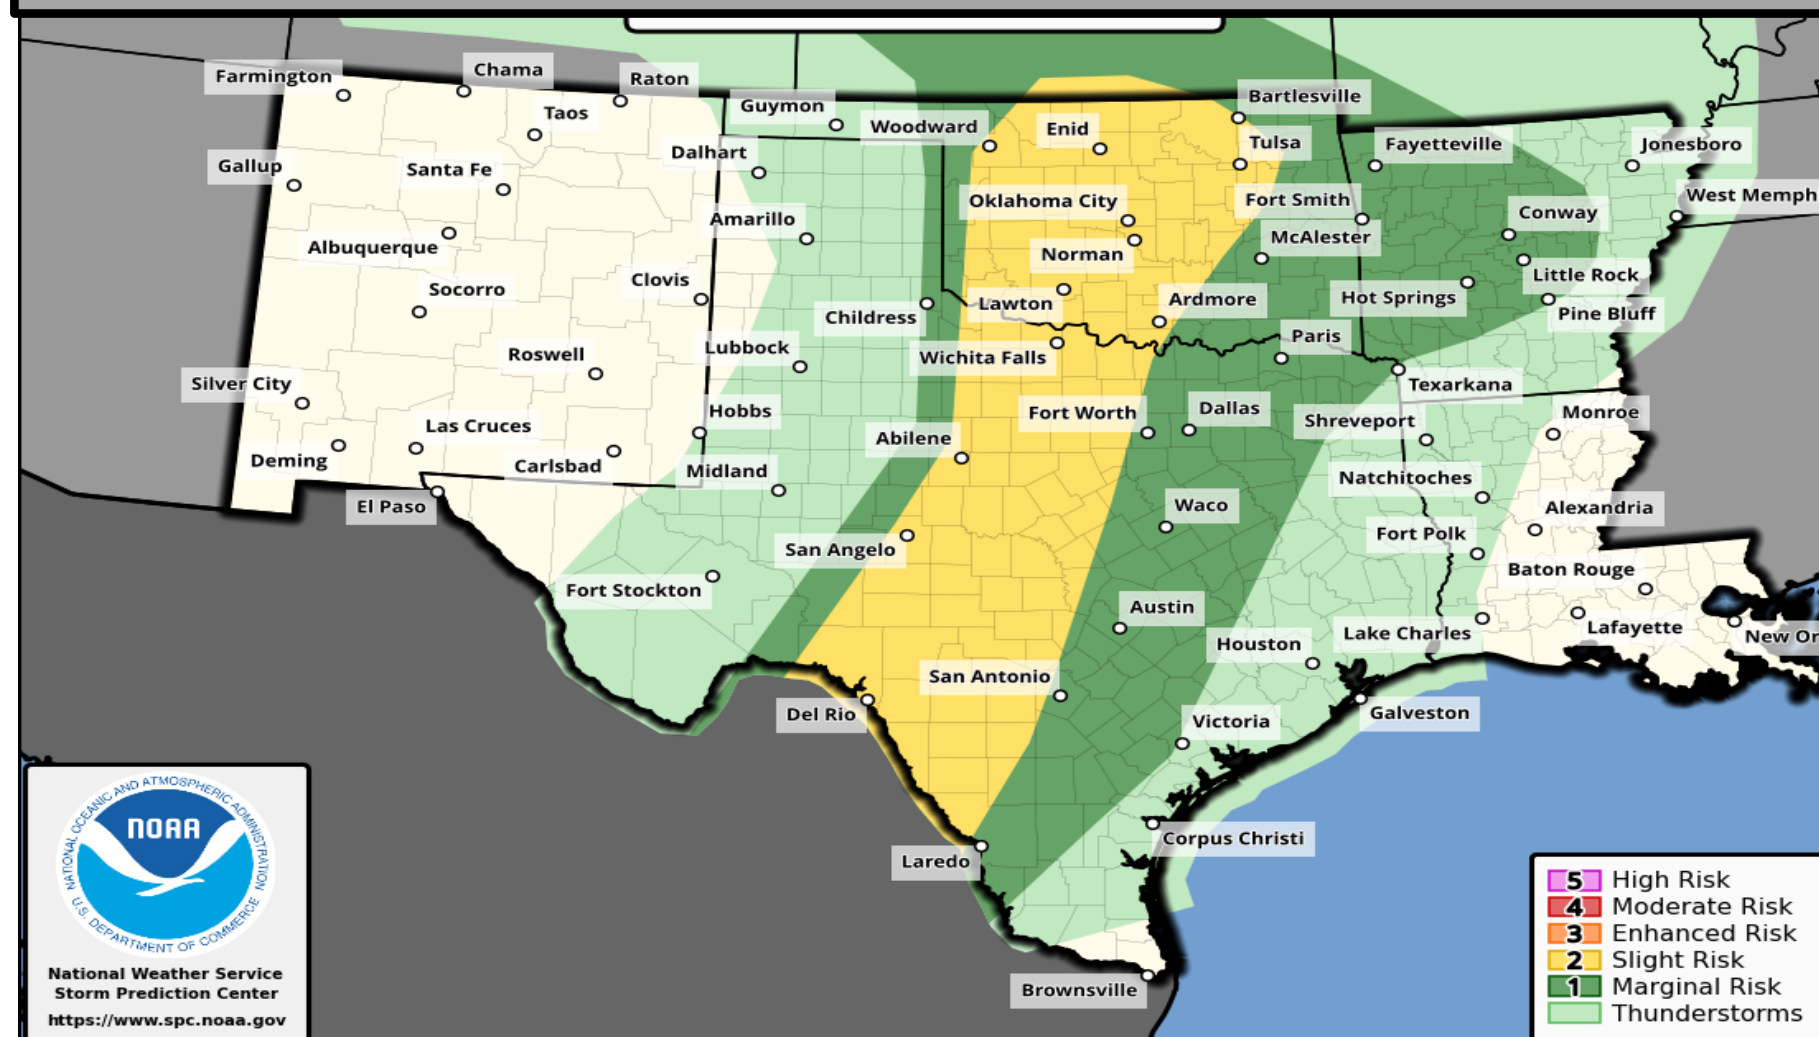 Farmington
Chama
Raton
Taos
Guymon
Woodward
Enid
Bartlesville
Tulsa
Fayetteville
Jonesboro
Gallup
Santa Fe
Dalhart
Oklahoma City
Fort Smith
West Memph
Albuquerque
Amarillo
Norman
McAlester
Conway
Socorro
Clovis
Childress
Lawton
Ardmore
Hot Springs
Little Rock
Pine Bluff
Roswell
Lubbock
Wichita Falls
Paris
Silver City
Hobbs
Fort Worth
Dallas
Shreveport
Texarkana
Monroe
Las Cruces
Abilene
Deming
Carlsbad
Midland
Natchitoches
El Paso
Waco
Alexandria
San Angelo
Fort Polk
Fort Stockton
Baton Rouge
Austin
Houston
Lake Charles
Lafayette
New Or
San Antonio
Del Rio
Victoria
Galveston
Laredo
Corpus Christi
Brownsville
NATIONAL OCEANIC AND ATMOSPHERIC ADMINISTRATION
NOAA
U.S. DEPARTMENT OF COMMERCE
National Weather Service
Storm Prediction Center
https://www.spc.noaa.gov
5 High Risk
4 Moderate Risk
3 Enhanced Risk
2 Slight Risk
1 Marginal Risk
Thunderstorms